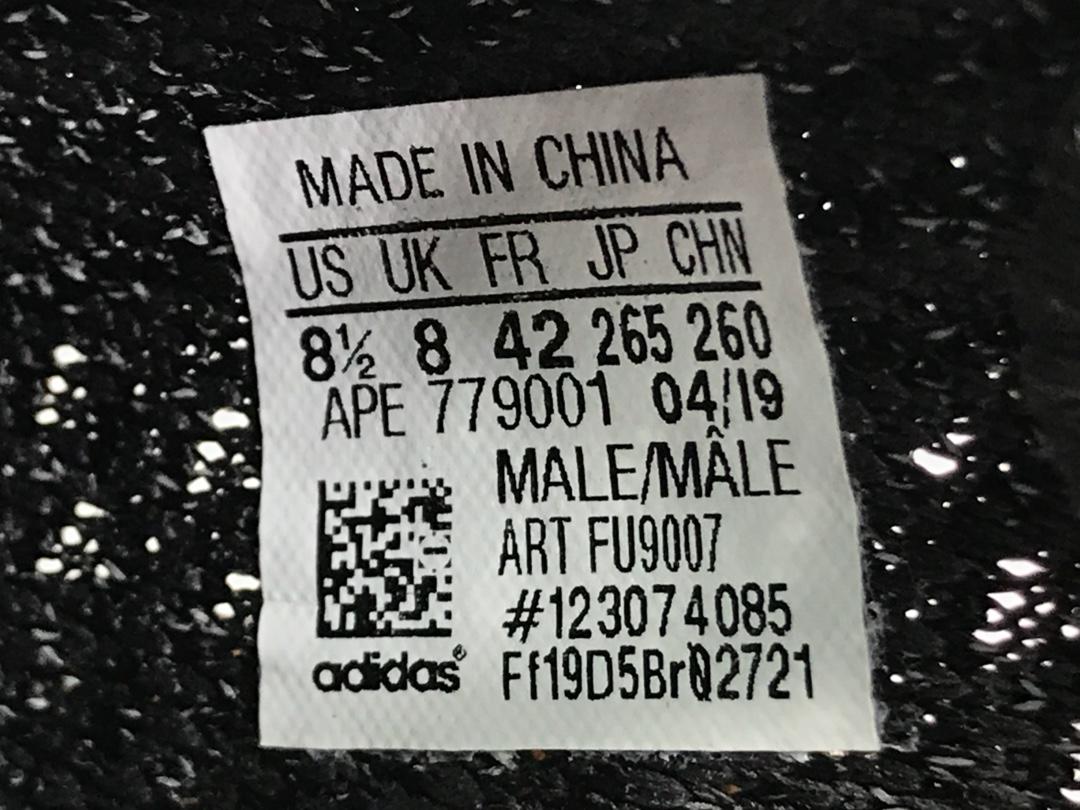 MADE IN CHINA
US UK FR JP CHN
8½ 8 42 265 260
APE 779001 04/19
MALE/MÂLE
ART FU9007
#123074085
Ff19D5Br02721
adidas®